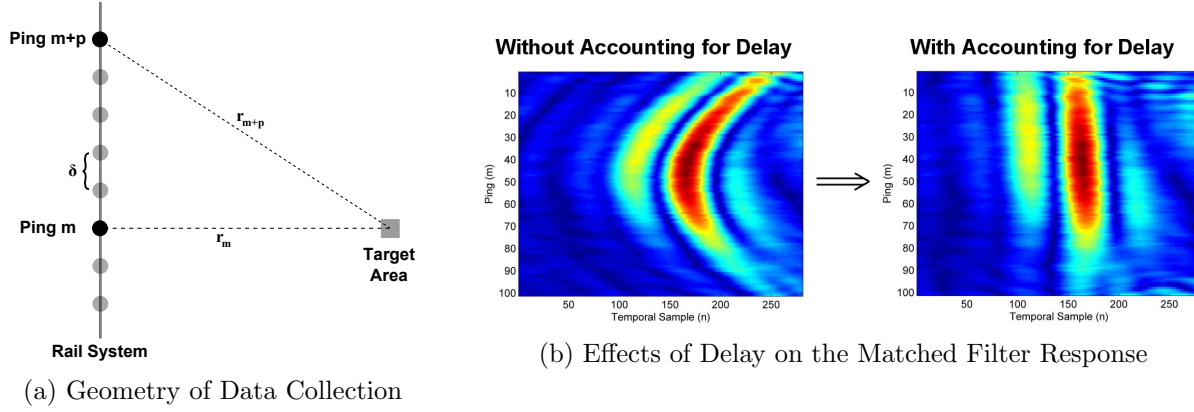 Ping m+p
r_{m+p}
δ
Ping m
r_m
Target
Area
Rail System
(a) Geometry of Data Collection
Without Accounting for Delay
Ping (m)
10
20
30
40
50
60
70
80
90
100
50 100 150 200 250
Temporal Sample (n)
With Accounting for Delay
Ping (m)
10
20
30
40
50
60
70
80
90
100
50 100 150 200 250
Temporal Sample (n)
(b) Effects of Delay on the Matched Filter Response